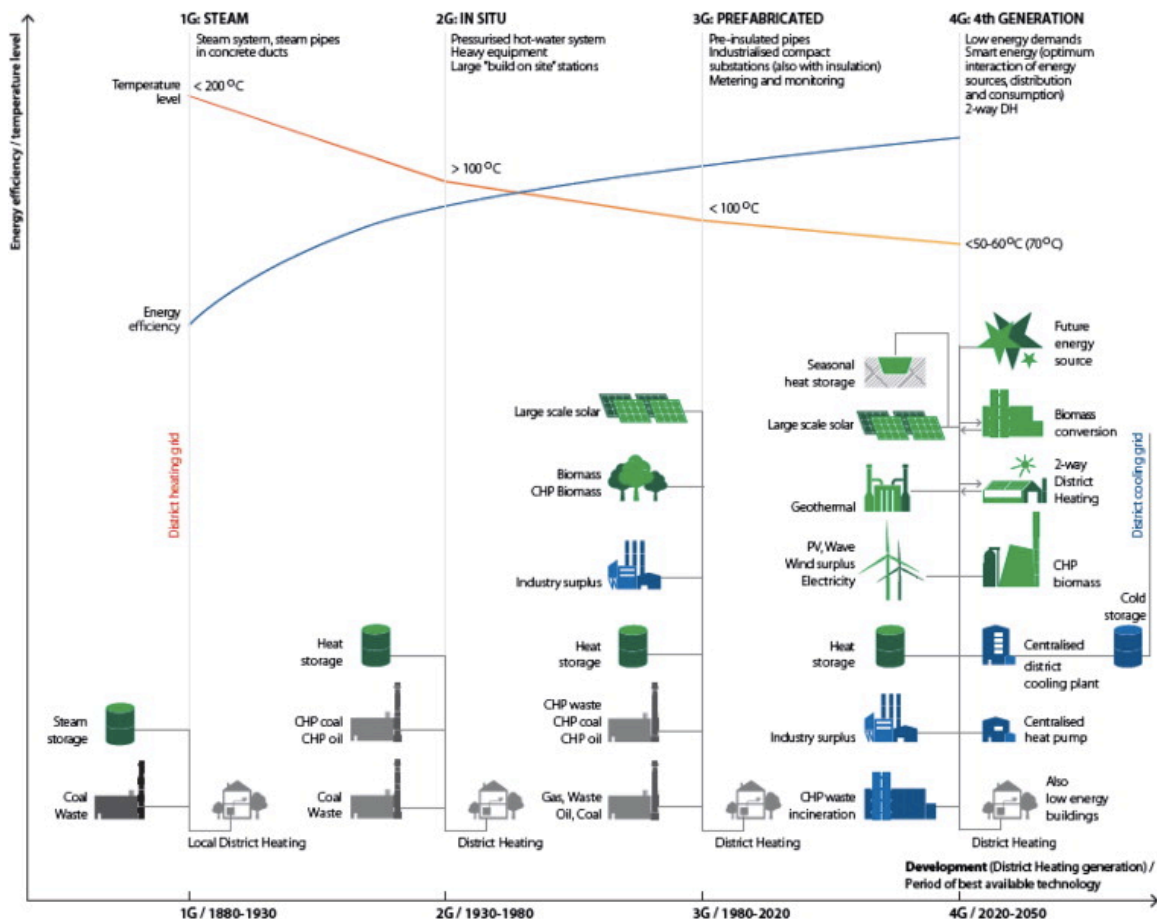 1G: STEAM
Steam system, steam pipes
in concrete ducts
2G: IN SITU
Pressurised hot-water system
Heavy equipment
Large "build on site" stations
3G: PREFABRICATED
Pre-insulated pipes
Industrialised compact
substations (also with insulation)
Metering and monitoring
4G: 4th GENERATION
Low energy demands
Smart energy (optimum
interaction of energy
sources, distribution
and consumption)
2-way DH
Energy efficiency / temperature level
Temperature
level
< 200 °C
> 100 °C
< 100 °C
<50-60°C (70°C)
Energy
efficiency
District heating grid
Steam
storage
Coal
Waste
Local District Heating
Heat
storage
CHP coal
CHP oil
Coal
Waste
District Heating
Large scale solar
Biomass
CHP Biomass
Industry surplus
Heat
storage
CHP waste
CHP coal
CHP oil
Gas, Waste
Oil, Coal
District Heating
Seasonal
heat storage
Large scale solar
Geothermal
PV, Wave
Wind surplus
Electricity
Heat
storage
Industry surplus
CHP waste
incineration
Future
energy
source
Biomass
conversion
2-way
District
Heating
CHP
biomass
Centralised
district
cooling plant
Centralised
heat pump
Also
low energy
buildings
District Heating
District cooling grid
Cold
storage
Development (District Heating generation) /
Period of best available technology
1G / 1880-1930
2G / 1930-1980
3G / 1980-2020
4G / 2020-2050